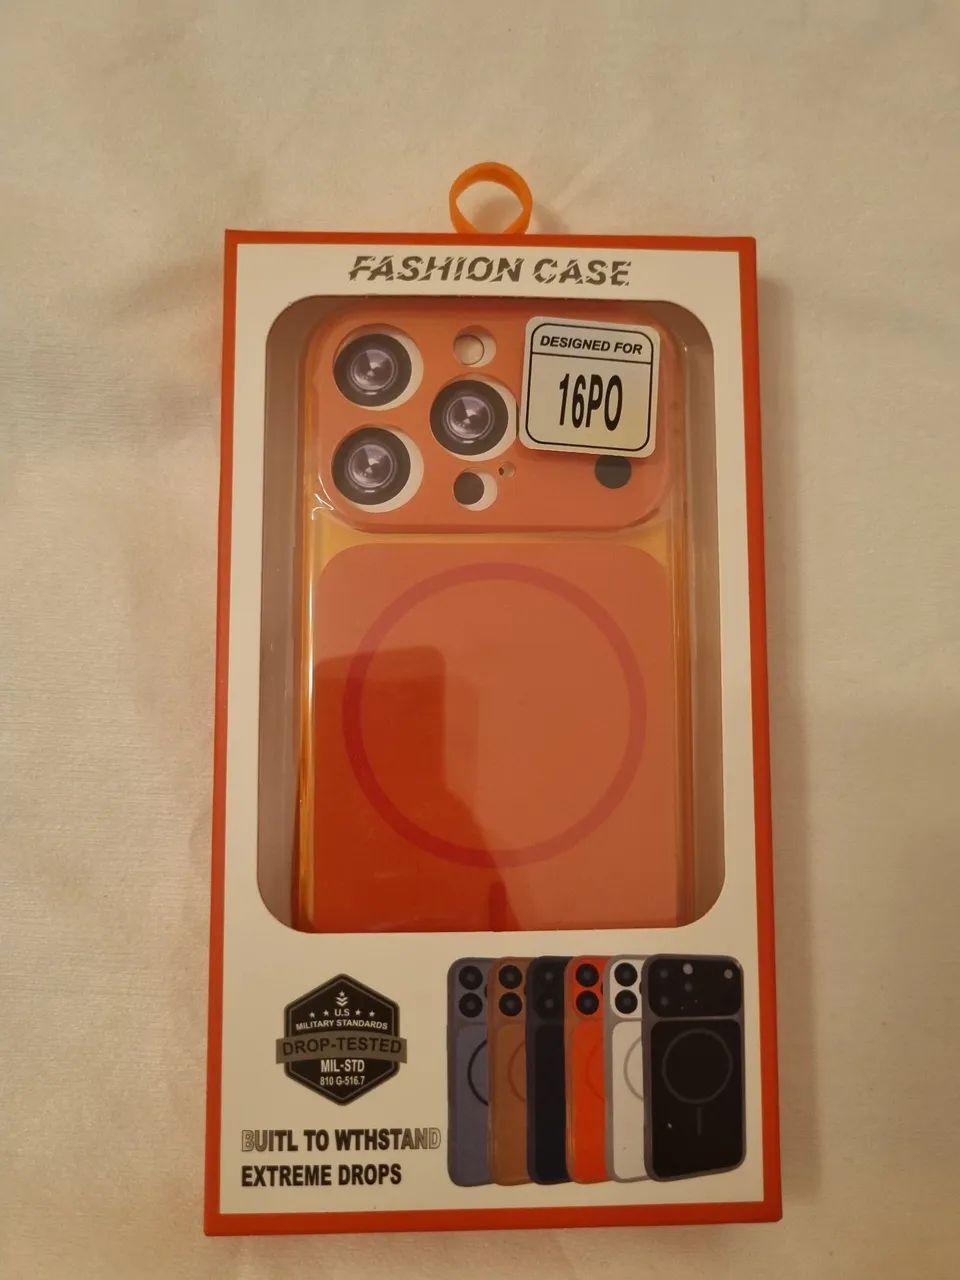 FASHION CASE
DESIGNED FOR
16PO
U.S
MILITARY STANDARDS
DROP-TESTED
MIL-STD
810 G-516.7
BUITL TO WTHSTAND
EXTREME DROPS